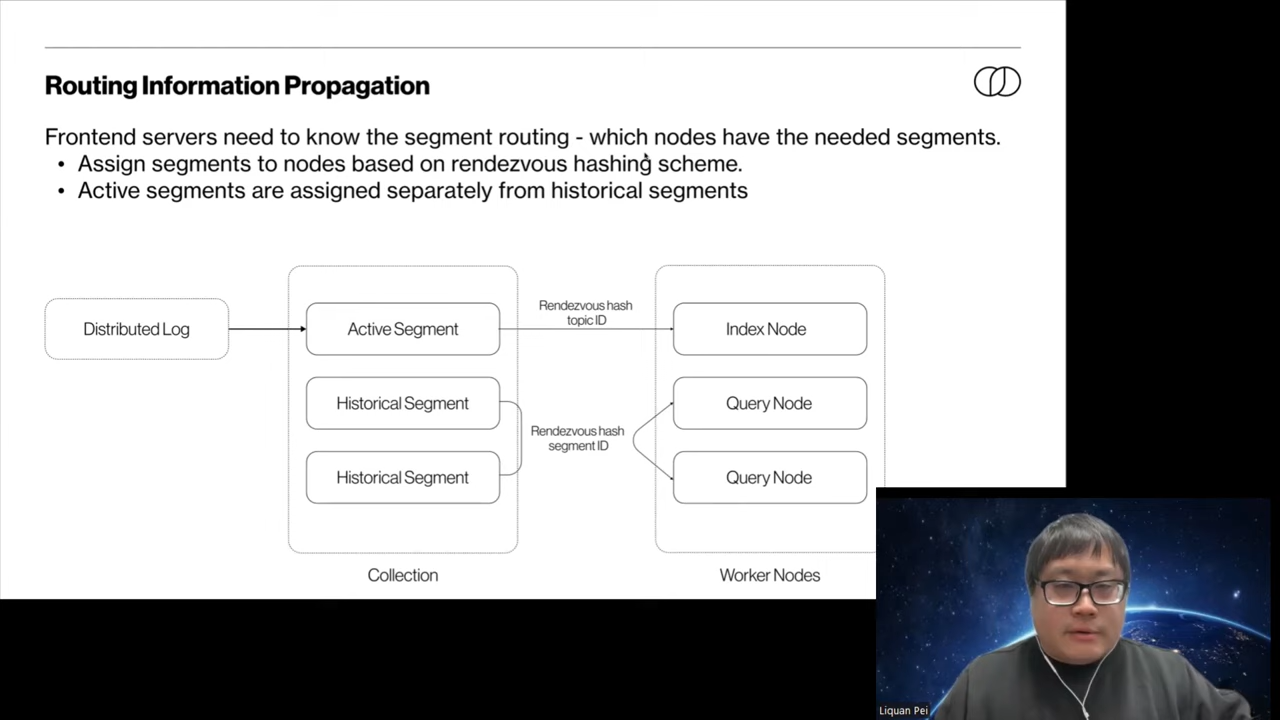 Routing Information Propagation
Frontend servers need to know the segment routing - which nodes have the needed segments.
• Assign segments to nodes based on rendezvous hashing scheme.
• Active segments are assigned separately from historical segments
Distributed Log
Active Segment
Historical Segment
Historical Segment
Collection
Rendezvous hash
topic ID
Rendezvous hash
segment ID
Index Node
Query Node
Query Node
Worker Nodes
Liquan Pei